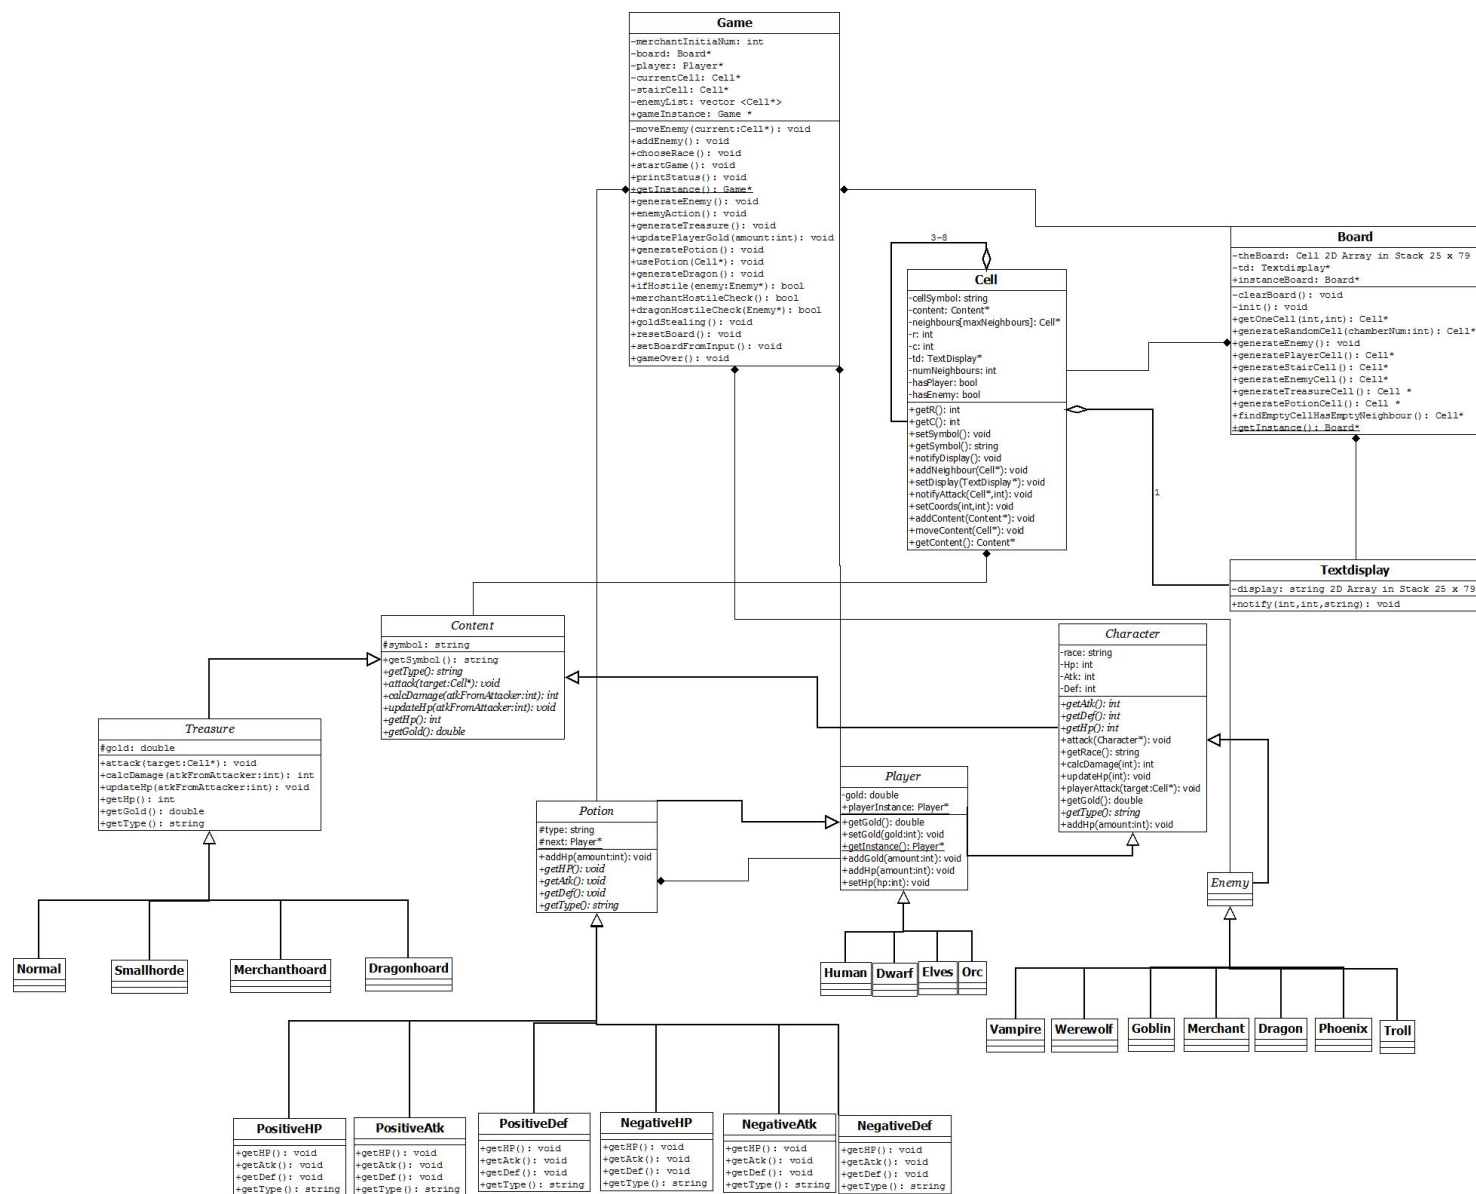 Game
-merchantInitiaNum: int
-board: Board*
-player: Player*
-currentCell: Cell*
-stairCell: Cell*
-enemyList: vector <Cell*>
+gameInstance: Game *
-moveEnemy(current:Cell*): void
+addEnemy(): void
+chooseRace(): void
+startGame(): void
+printStatus(): void
+getInstance(): Game*
+generateEnemy(): void
+enemyAction(): void
+generateTreasure(): void
+updatePlayerGold(amount:int): void
+generatePotion(): void
+usePotion(Cell*): void
+generateDragon(): void
+ifHostile(enemy:Enemy*): bool
+merchantHostileCheck(): bool
+dragonHostileCheck(Enemy*): bool
+goldStealing(): void
+resetBoard(): void
+setBoardFromInput(): void
+gameOver(): void
Board
-theBoard: Cell 2D Array in Stack 25 x 79
-td: Textdisplay*
+instanceBoard: Board*
-clearBoard(): void
-init(): void
+getOneCell(int,int): Cell*
+generateRandomCell(chamberNum:int): Cell*
+generateEnemy(): void
+generatePlayerCell(): Cell*
+generateStairCell(): Cell*
+generateEnemyCell(): Cell*
+generateTreasureCell(): Cell *
+generatePotionCell(): Cell *
+findEmptyCellHasEmptyNeighbour(): Cell*
+getInstance(): Board*
3-8
Cell
-cellSymbol: string
-content: Content*
-neighbours[maxNeighbours]: Cell*
-r: int
-c: int
-td: TextDisplay*
-numNeighbours: int
-hasPlayer: bool
-hasEnemy: bool
+getR(): int
+getC(): int
+setSymbol(): void
+getSymbol(): string
+notifyDisplay(): void
+addNeighbour(Cell*): void
+setDisplay(TextDisplay*): void
+notifyAttack(Cell*,int): void
+setCoords(int,int): void
+addContent(Content*): void
+moveContent(Cell*): void
+getContent(): Content*
1
Textdisplay
-display: string 2D Array in Stack 25 x 79
+notify(int,int,string): void
Content
#symbol: string
+getSymbol(): string
+getType(): string
+attack(target:Cell*): void
+calcDamage(atkFromAttacker:int): int
+updateHp(atkFromAttacker:int): void
+getHp(): int
+getGold(): double
Character
-race: string
-Hp: int
-Atk: int
-Def: int
+getAtk(): int
+getDef(): int
+getHp(): int
+attack(Character*): void
+getRace(): string
+calcDamage(int): int
+updateHp(int): void
+playerAttack(target:Cell*): void
+getGold(): double
+getType(): string
+addHp(amount:int): void
Treasure
#gold: double
+attack(target:Cell*): void
+calcDamage(atkFromAttacker:int): int
+updateHp(atkFromAttacker:int): void
+getHp(): int
+getGold(): double
+getType(): string
Potion
#type: string
#next: Player*
+addHp(amount:int): void
+getHP(): void
+getAtk(): void
+getDef(): void
+getType(): string
Player
-gold: double
+playerInstance: Player*
+getGold(): double
+setGold(gold:int): void
+getInstance(): Player*
+addGold(amount:int): void
+addHp(amount:int): void
+setHp(hp:int): void
Enemy
Normal
Smallhorde
Merchanthoard
Dragonhoard
Human
Dwarf
Elves
Orc
Vampire
Werewolf
Goblin
Merchant
Dragon
Phoenix
Troll
PositiveHP
+getHP(): void
+getAtk(): void
+getDef(): void
+getType(): string
PositiveAtk
+getHP(): void
+getAtk(): void
+getDef(): void
+getType(): string
PositiveDef
+getHP(): void
+getAtk(): void
+getDef(): void
+getType(): string
NegativeHP
+getHP(): void
+getAtk(): void
+getDef(): void
+getType(): string
NegativeAtk
+getHP(): void
+getAtk(): void
+getDef(): void
+getType(): string
NegativeDef
+getHP(): void
+getAtk(): void
+getDef(): void
+getType(): string